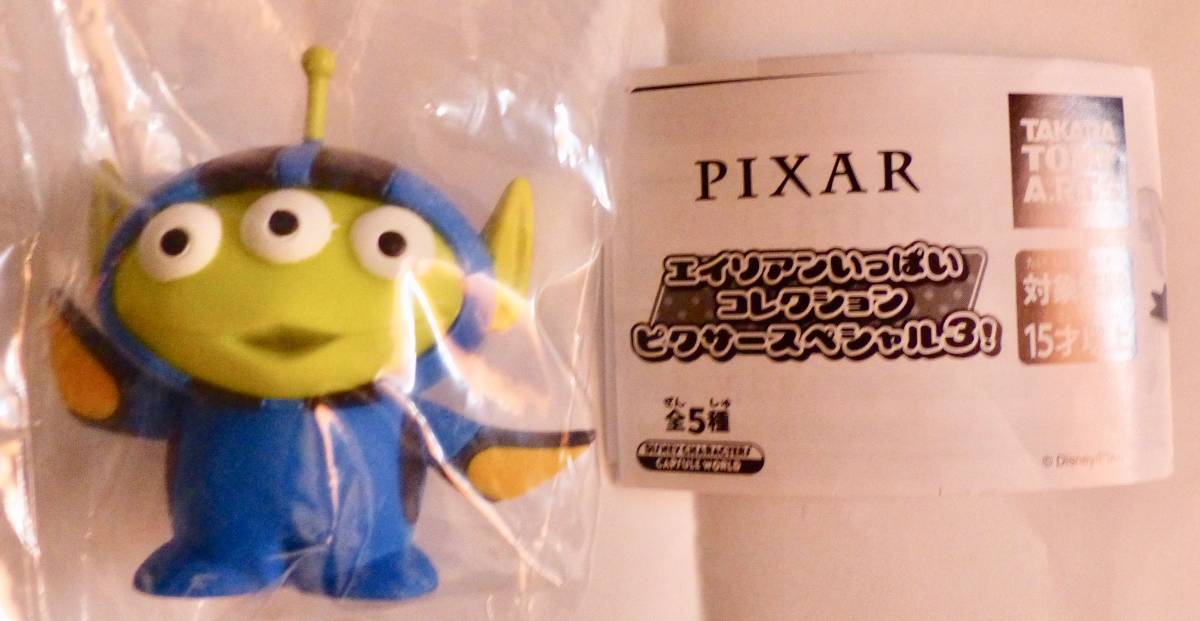 PIXAR
TAKARA
TOMY
A.R.T.S
エイリアンいっぱい
コレクション
ピクサースペシャル3!
対象
15才以上
ぜん しゅ
全5種
DISNEY CHARACTERS
CAPSULE WORLD
© Disney/